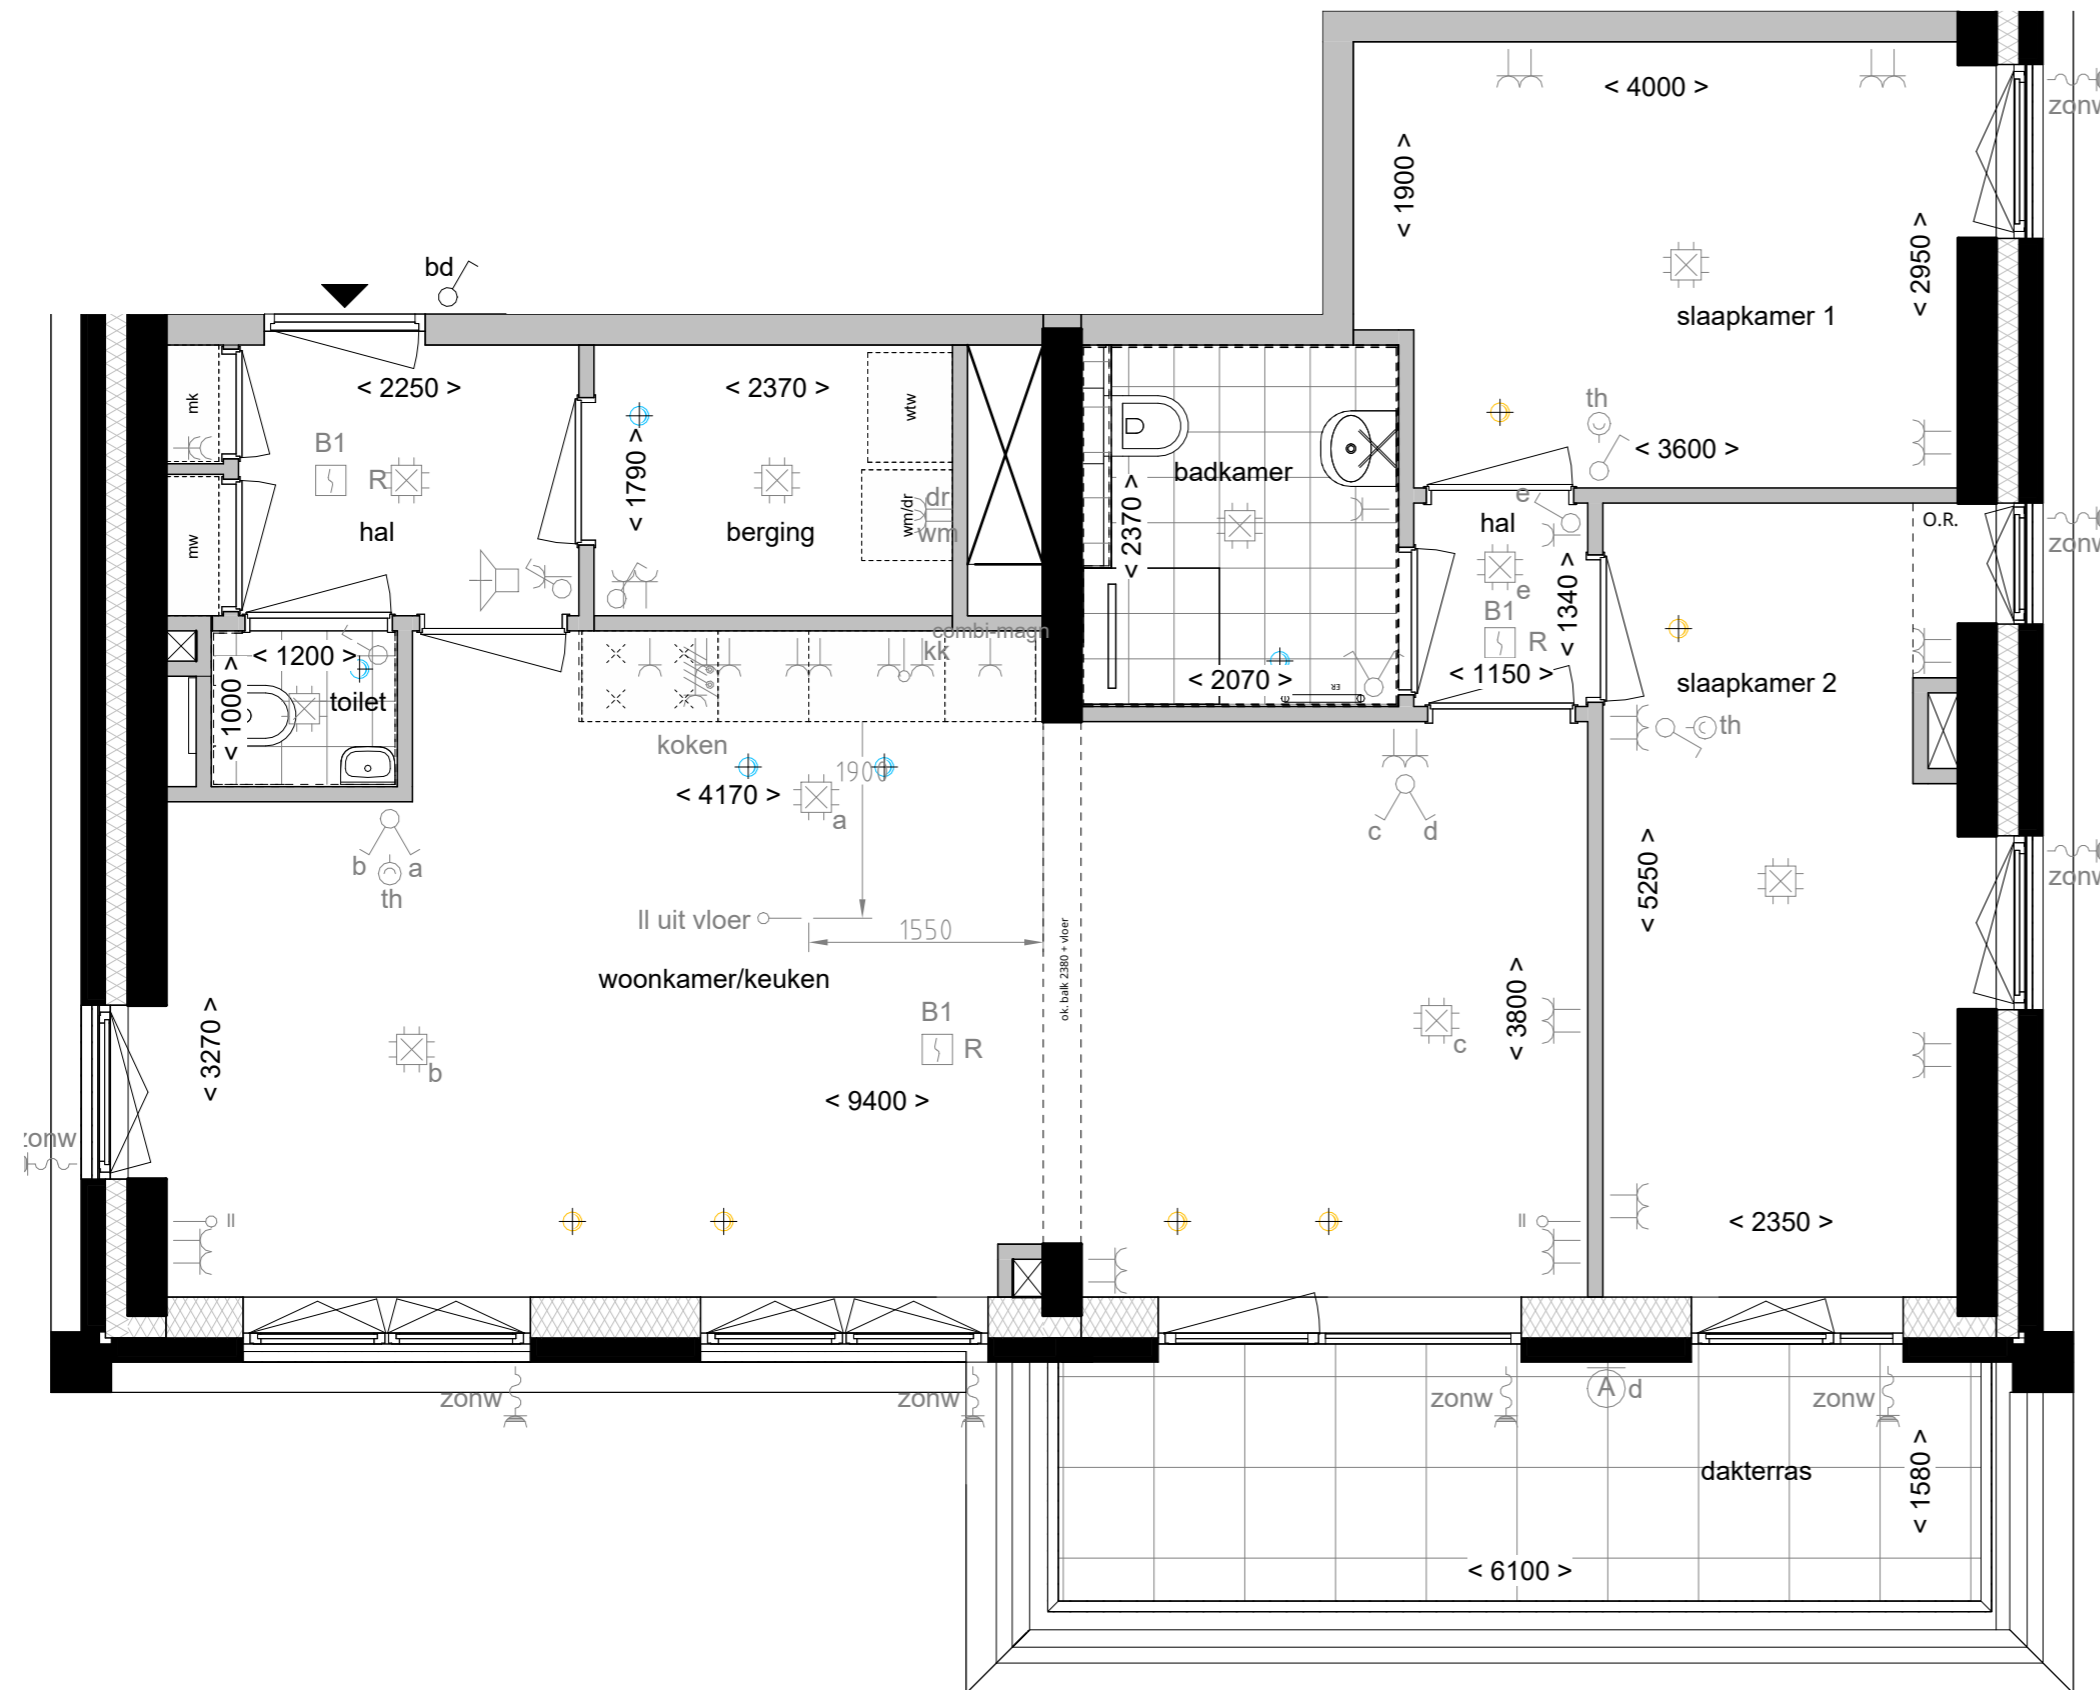 < 4000 >
zonw
< 1900 >
< 2950 >
bd
slaapkamer 1
mk
< 2250 >
< 2370 >
wtw
th
B1
R
< 1790 >
< 3600 >
badkamer
hal
berging
mw
wm/dr
dr
wm
< 2370 >
e
hal
O.R.
zonw
e
B1
R
< 1340 >
< 1200 >
< 1000 >
toilet
combi-magn
kk
< 2070 >
ER
< 1150 >
slaapkamer 2
th
koken
1900
< 4170 >
a
b
a
th
c
d
< 5250 >
zonw
ll uit vloer
1550
ok. balk 2380 + vloer
woonkamer/keuken
< 3270 >
B1
R
b
< 3800 >
c
< 9400 >
zonw
ll
ll
< 2350 >
zonw
zonw
zonw
A
d
zonw
dakterras
< 1580 >
< 6100 >